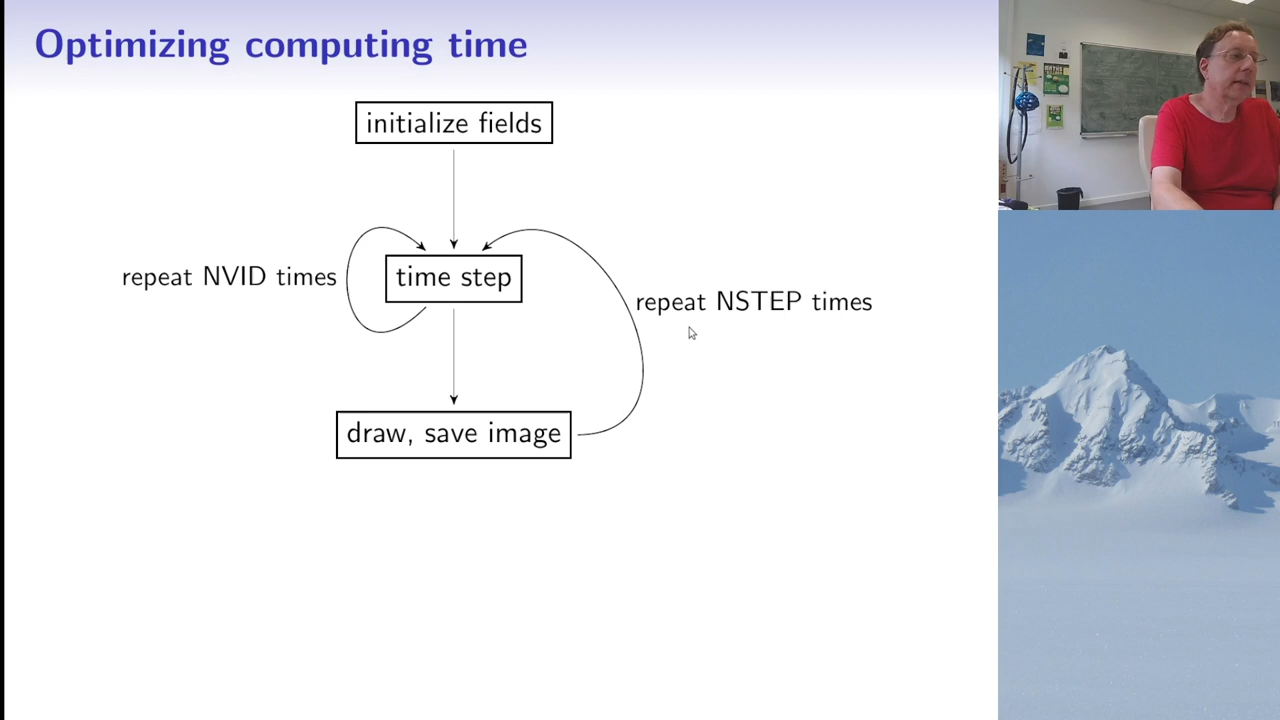 Optimizing computing time
initialize fields
repeat NVID times
time step
repeat NSTEP times
draw, save image